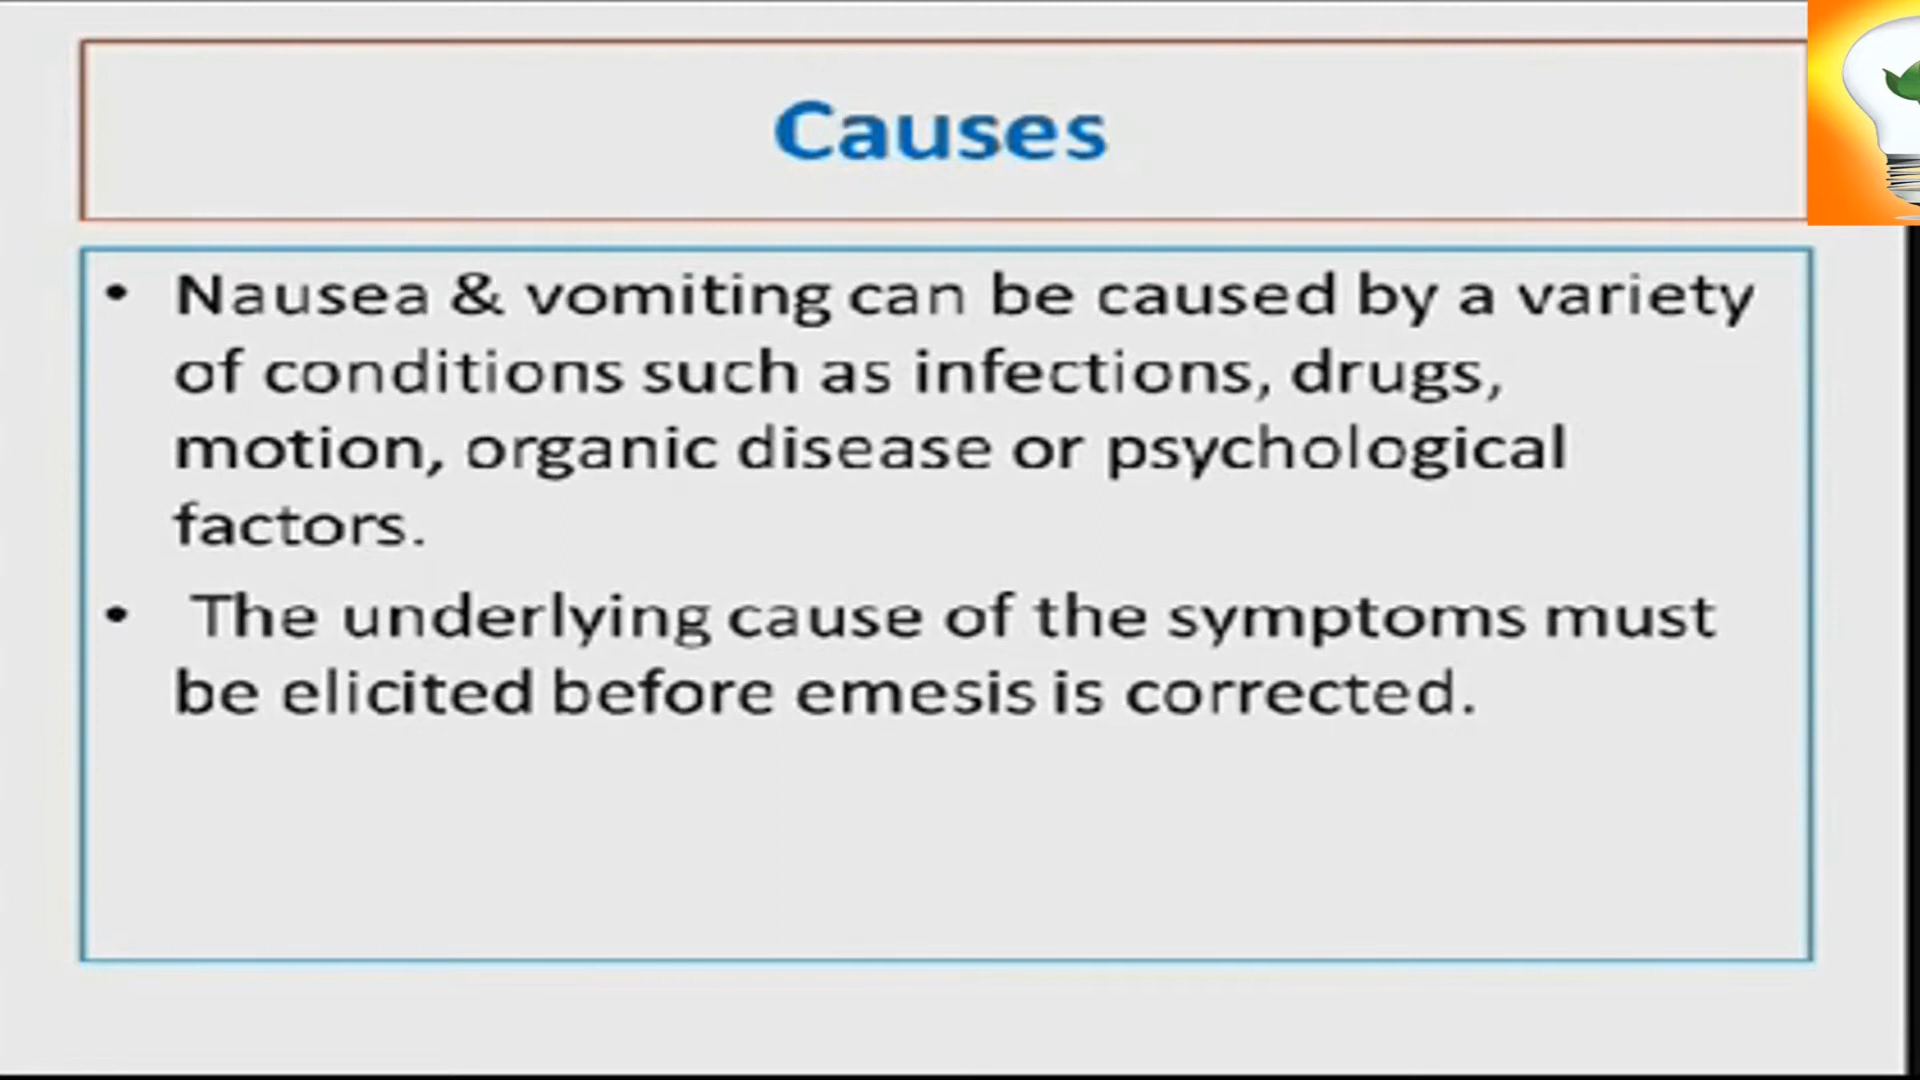 Causes
• Nausea & vomiting can be caused by a variety
of conditions such as infections, drugs,
motion, organic disease or psychological
factors.
• The underlying cause of the symptoms must
be elicited before emesis is corrected.